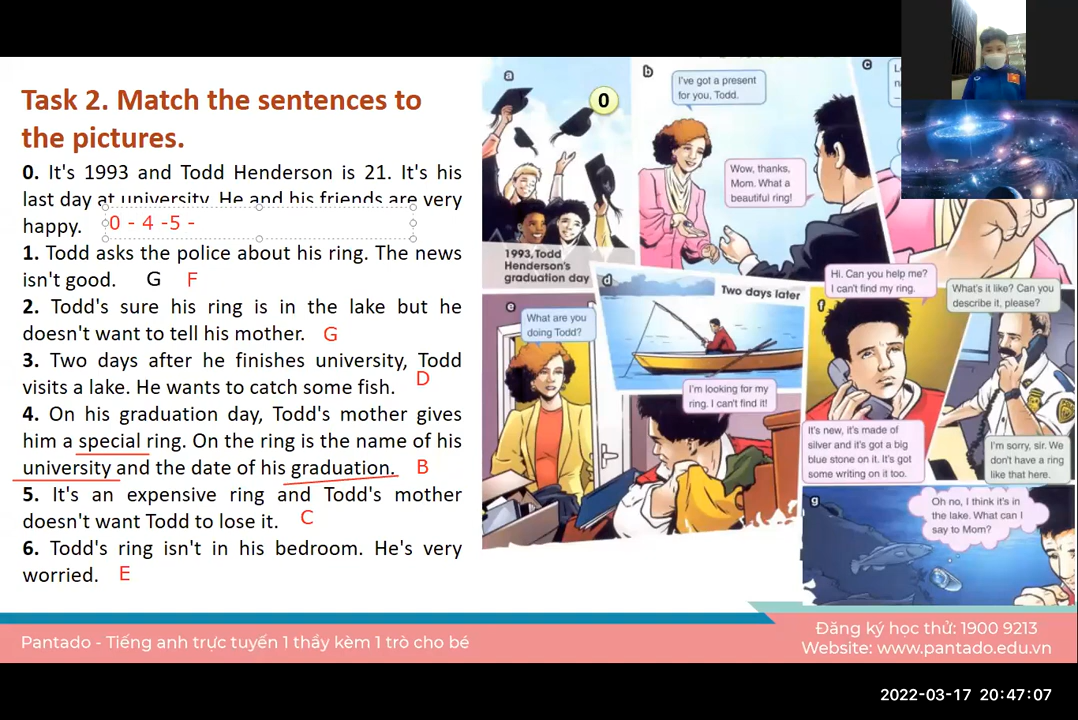 Task 2. Match the sentences to
the pictures.
0. It's 1993 and Todd Henderson is 21. It's his
last day at university. He and his friends are very
happy.
0 - 4 -5 -
1. Todd asks the police about his ring. The news
isn't good. G F
2. Todd's sure his ring is in the lake but he
doesn't want to tell his mother. G
3. Two days after he finishes university, Todd
visits a lake. He wants to catch some fish. D
4. On his graduation day, Todd's mother gives
him a special ring. On the ring is the name of his
university and the date of his graduation. B
5. It's an expensive ring and Todd's mother
doesn't want Todd to lose it. C
6. Todd's ring isn't in his bedroom. He's very
worried. E
a
0
1993, Todd
Henderson's
graduation day
b
I've got a present
for you, Todd.
Wow, thanks,
Mom. What a
beautiful ring!
c
d
Two days later
e
What are you
doing Todd?
I'm looking for my
ring. I can't find it!
f
Hi. Can you help me?
I can't find my ring.
What's it like? Can you
describe it, please?
It's new, it's made of
silver and it's got a big
blue stone on it. It's got
some writing on it too.
I'm sorry, sir. We
don't have a ring
like that here.
g
Oh no, I think it's in
the lake. What can I
say to Mom?
Pantado - Tiếng anh trực tuyến 1 thầy kèm 1 trò cho bé
Đăng ký học thử: 1900 9213
Website: www.pantado.edu.vn
2022-03-17 20:47:07